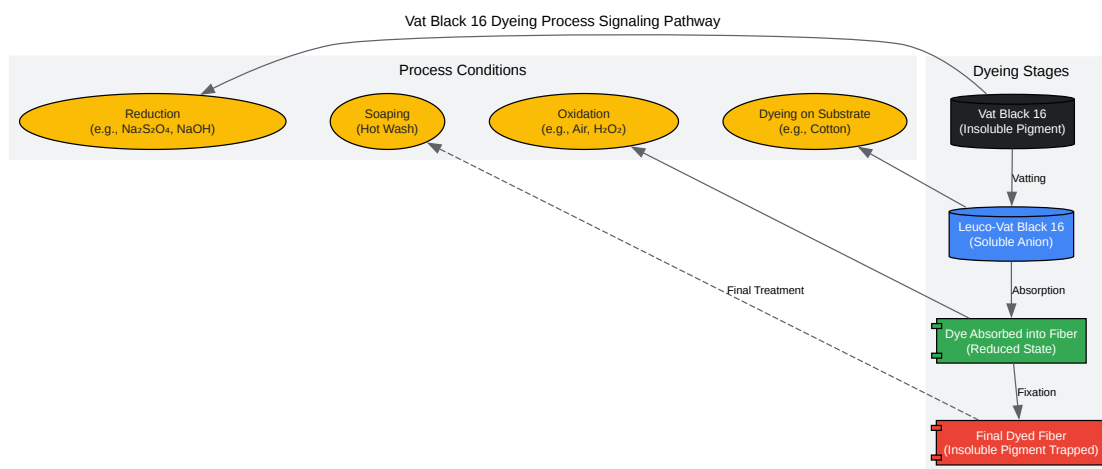 Vat Black 16 Dyeing Process Signaling Pathway
Process Conditions
Dyeing Stages
Reduction
(e.g., Na₂S₂O₄, NaOH)
Soaping
(Hot Wash)
Oxidation
(e.g., Air, H₂O₂)
Dyeing on Substrate
(e.g., Cotton)
Vat Black 16
(Insoluble Pigment)
Vatting
Leuco-Vat Black 16
(Soluble Anion)
Absorption
Final Treatment
Dye Absorbed into Fiber
(Reduced State)
Fixation
Final Dyed Fiber
(Insoluble Pigment Trapped)